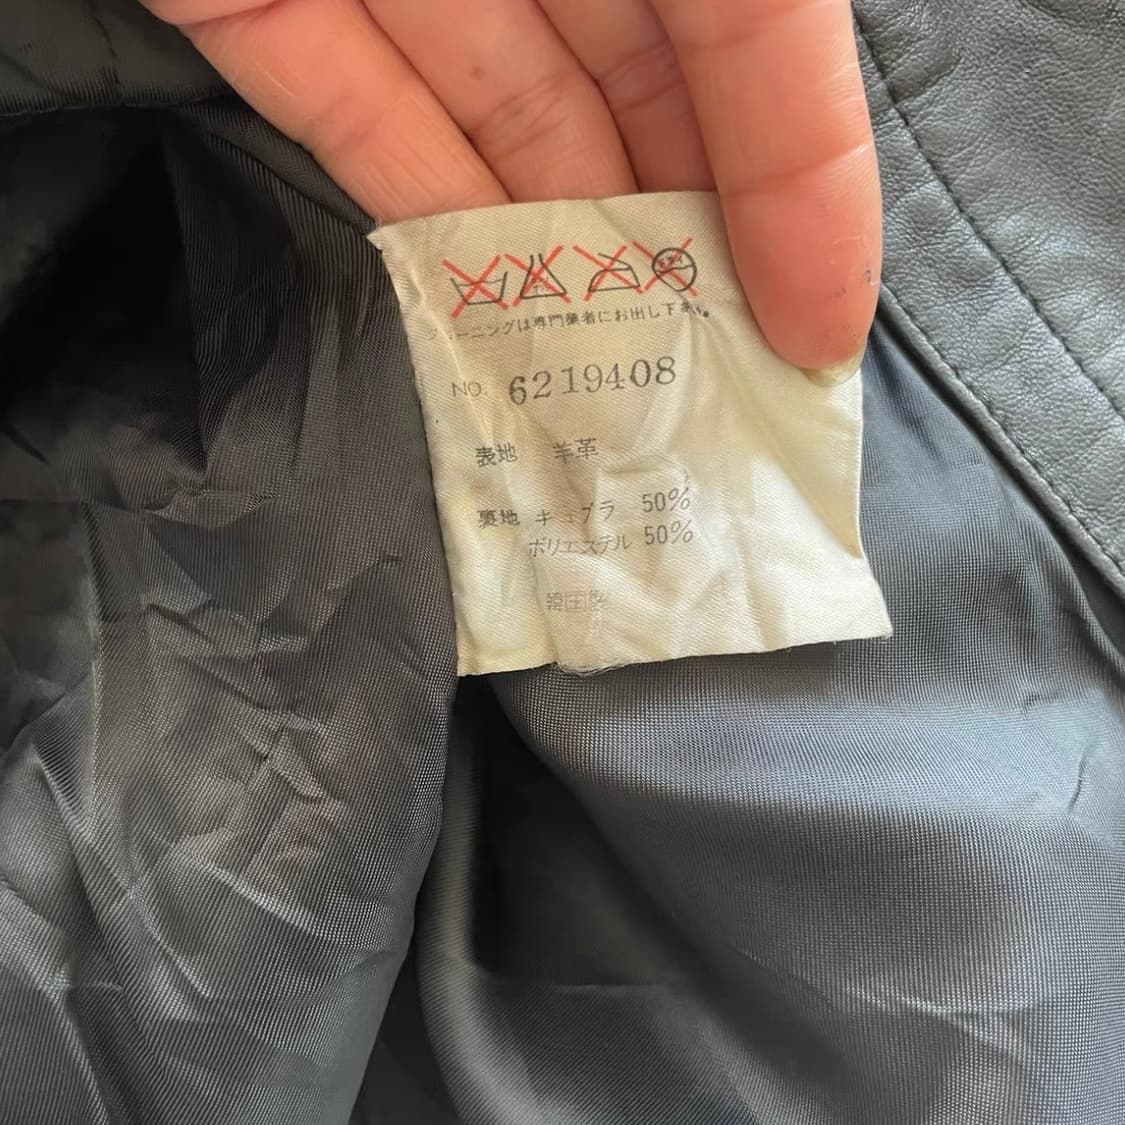 クリーニングは専門業者にお出し下さい。
NO. 6219408
表地 羊革
裏地 キュプラ 50%
ポリエステル 50%
韓国製